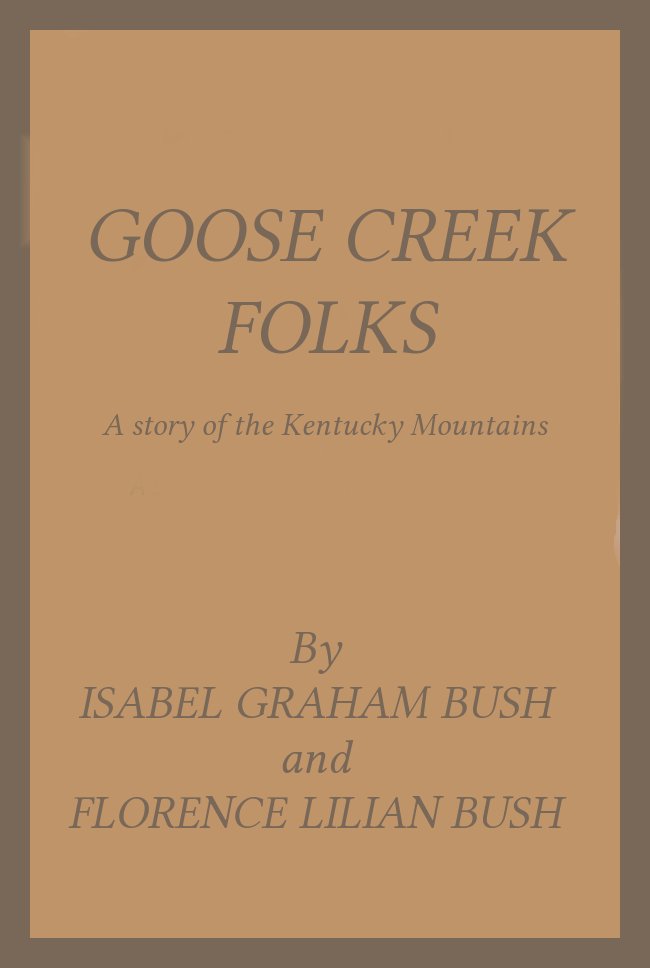 GOOSE CREEK
FOLKS
A story of the Kentucky Mountains
By
ISABEL GRAHAM BUSH
and
FLORENCE LILIAN BUSH